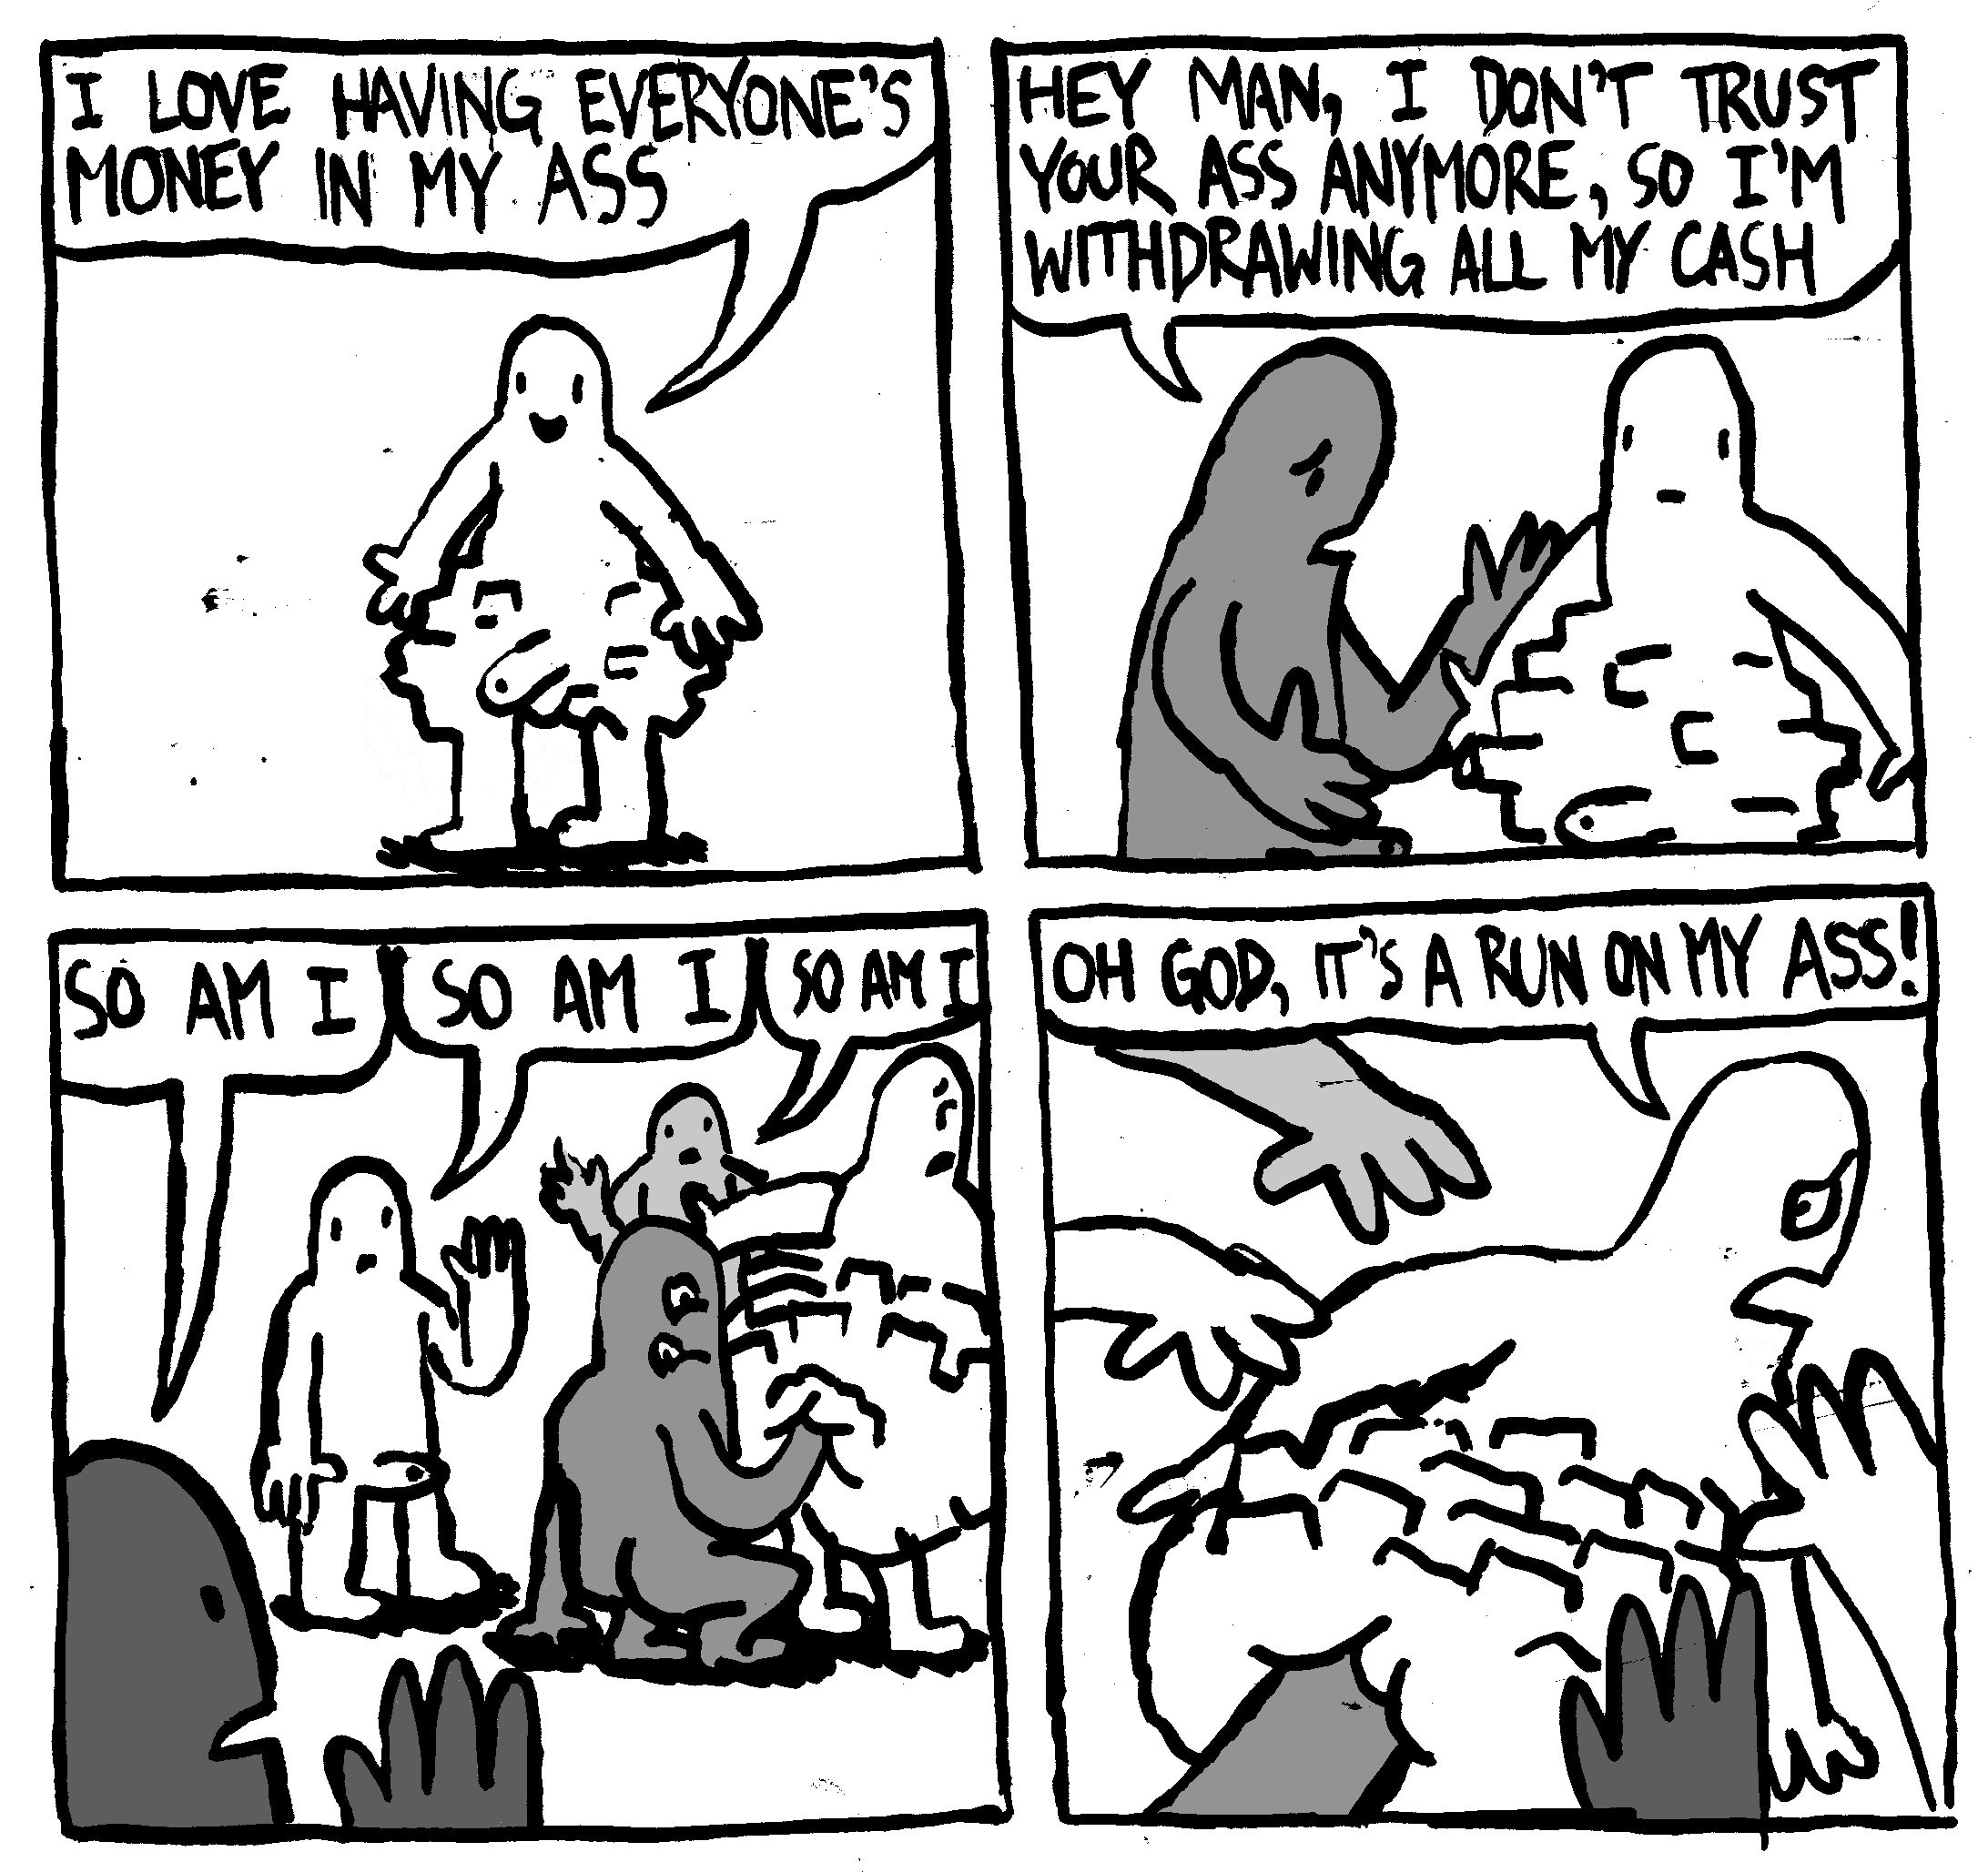 I LOVE HAVING EVERYONE'S
MONEY IN MY ASS
HEY MAN, I DON'T TRUST
YOUR ASS ANYMORE, SO I'M
WITHDRAWING ALL MY CASH
SO AM I
SO AM I
SO AM I
OH GOD, IT'S A RUN ON MY ASS!